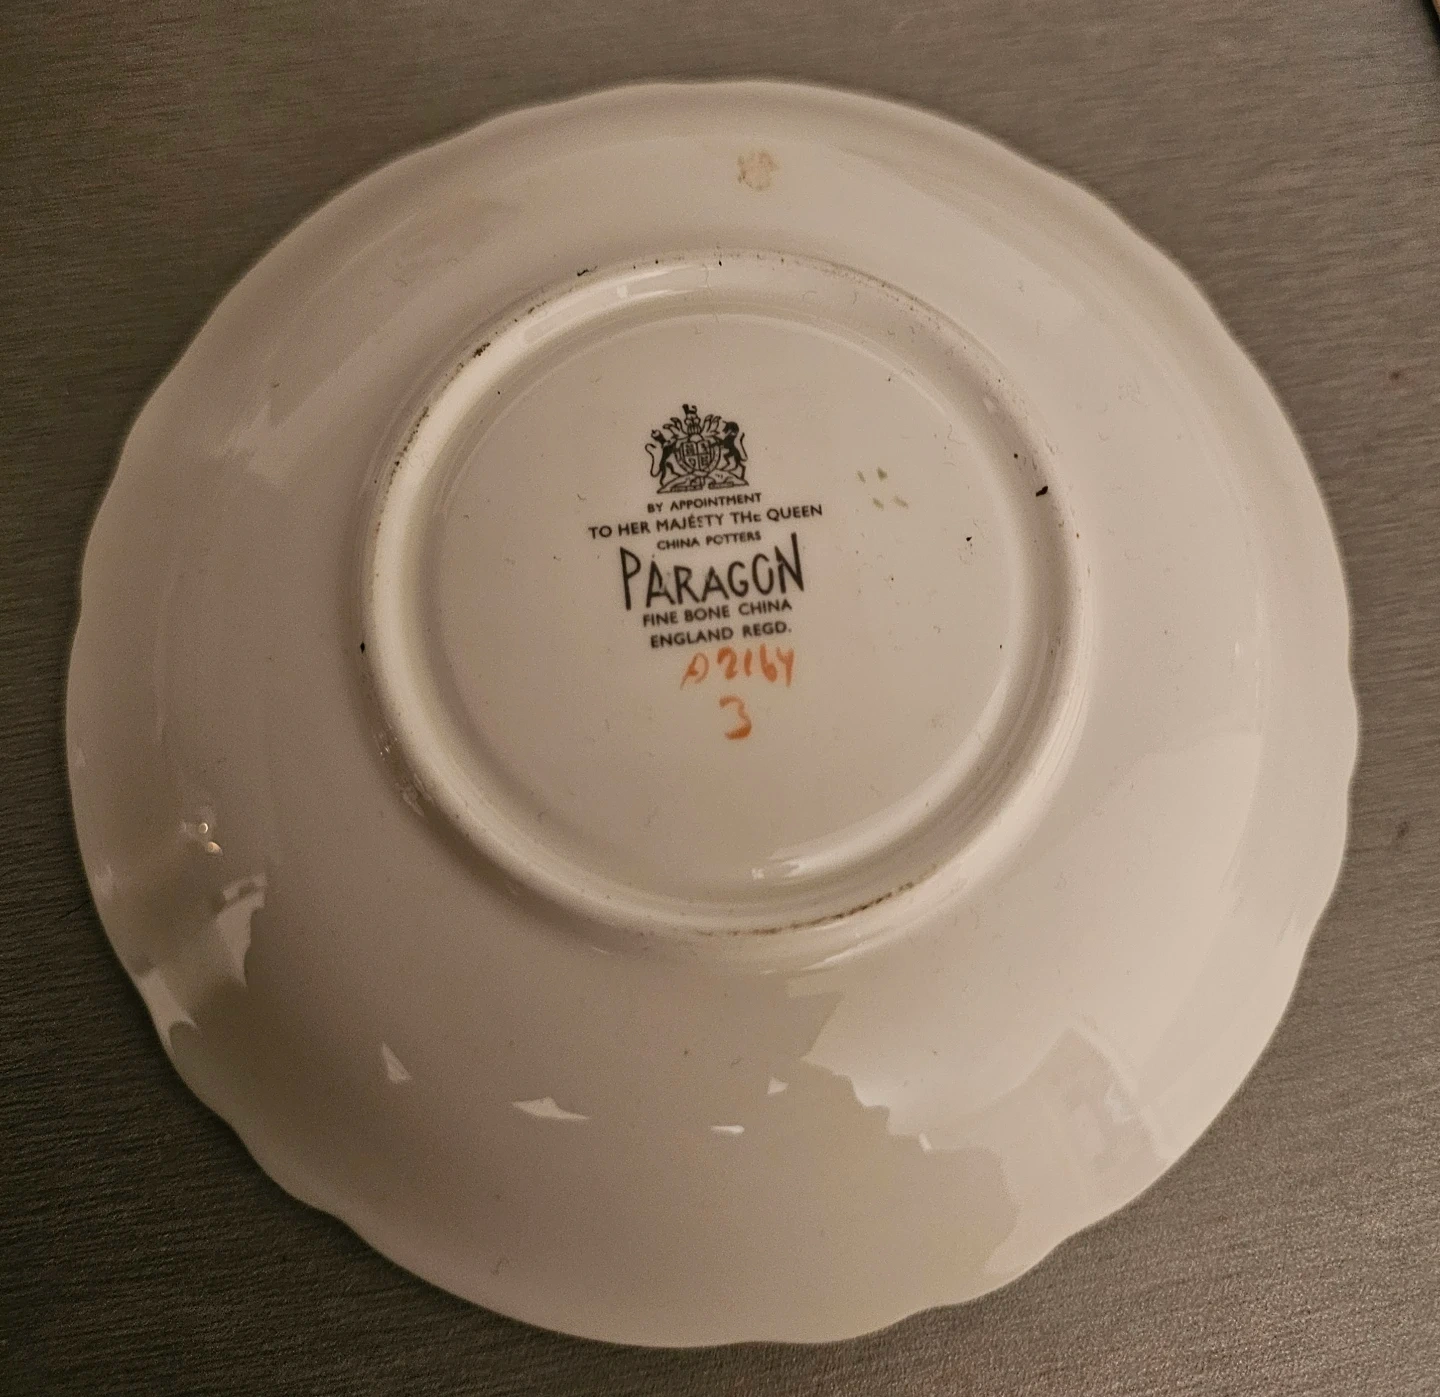 BY APPOINTMENT
TO HER MAJESTY THE QUEEN
CHINA POTTERS
PARAGON
FINE BONE CHINA
ENGLAND REGD.
A2164
3